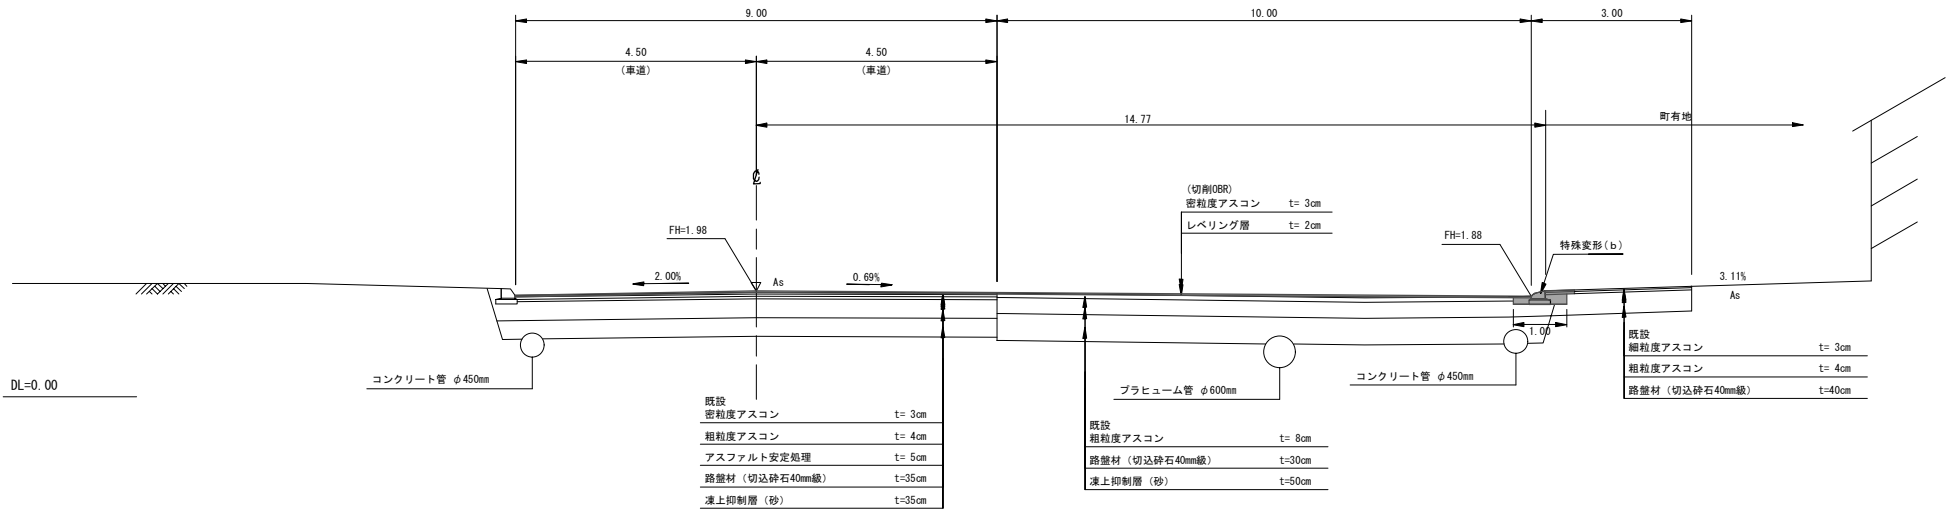 9.00
10.00
3.00
4.50
(車道)
4.50
(車道)
14.77
町有地
℄
(切削OBR)
密粒度アスコン t= 3cm
レベリング層 t= 2cm
FH=1.98
FH=1.88
特殊変形(b)
2.00%
As
0.69%
3.11%
As
1.00
既設
細粒度アスコン t= 3cm
粗粒度アスコン t= 4cm
路盤材 (切込砕石40mm級) t=40cm
DL=0.00
コンクリート管 φ450mm
プラヒューム管 φ600mm
コンクリート管 φ450mm
既設
密粒度アスコン t= 3cm
粗粒度アスコン t= 4cm
アスファルト安定処理 t= 5cm
路盤材 (切込砕石40mm級) t=35cm
凍上抑制層 (砂) t=35cm
既設
粗粒度アスコン t= 8cm
路盤材 (切込砕石40mm級) t=30cm
凍上抑制層 (砂) t=50cm